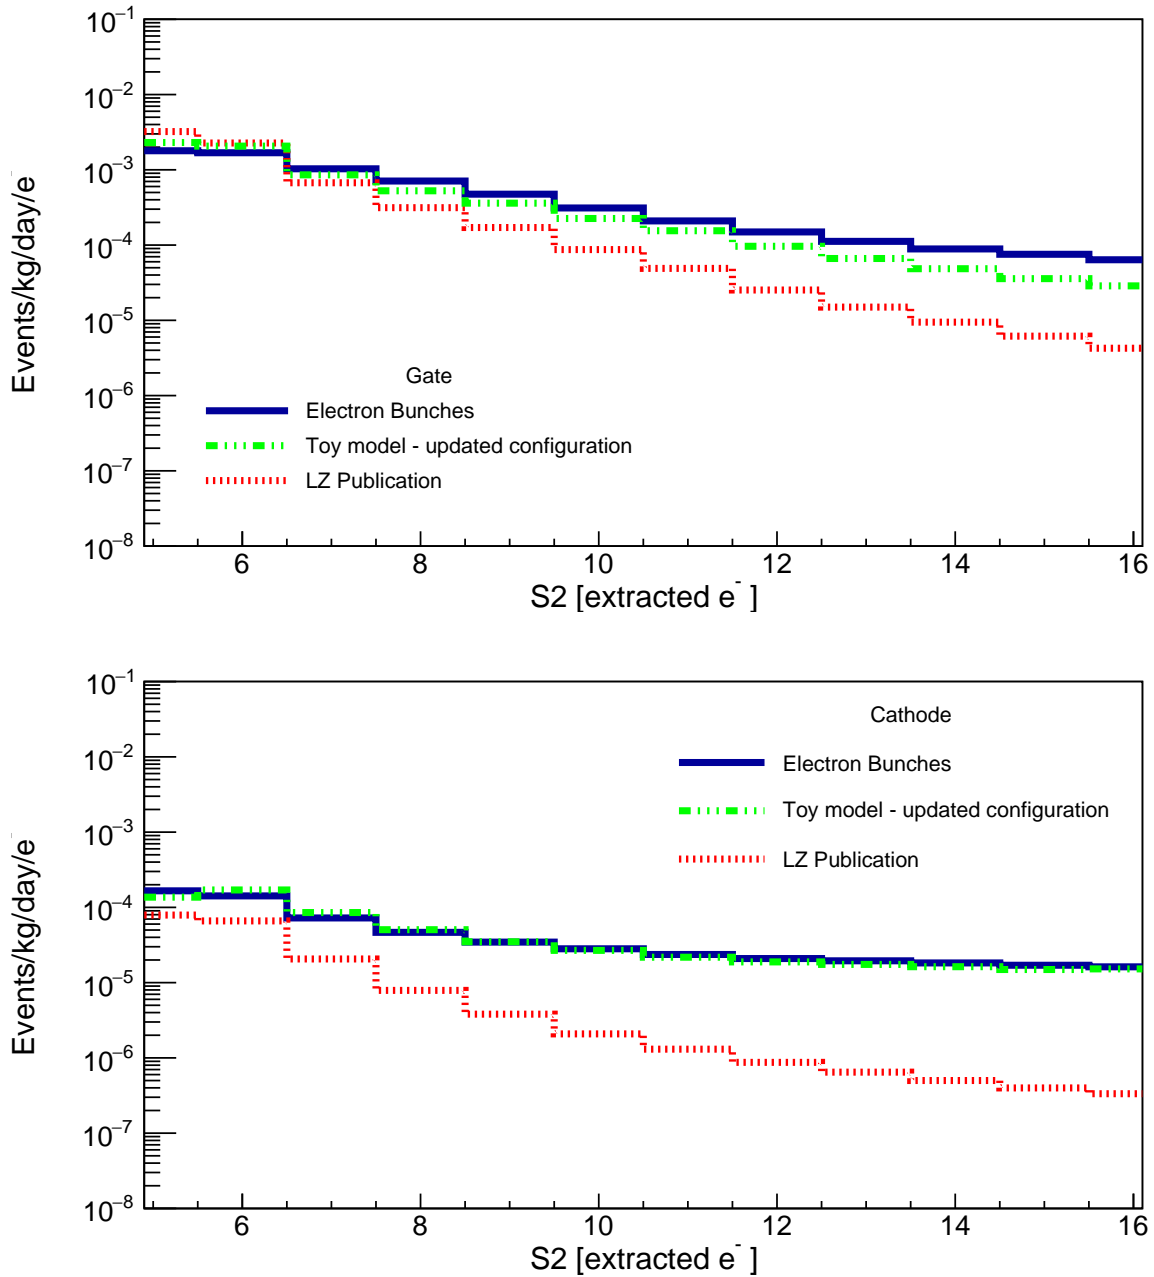 Events/kg/day/e⁻
10⁻¹
10⁻²
10⁻³
10⁻⁴
10⁻⁵
10⁻⁶
10⁻⁷
10⁻⁸
Gate
Electron Bunches
Toy model - updated configuration
LZ Publication
6 8 10 12 14 16
S2 [extracted e⁻ ]
Events/kg/day/e⁻
10⁻¹
10⁻²
10⁻³
10⁻⁴
10⁻⁵
10⁻⁶
10⁻⁷
10⁻⁸
Cathode
Electron Bunches
Toy model - updated configuration
LZ Publication
6 8 10 12 14 16
S2 [extracted e⁻ ]